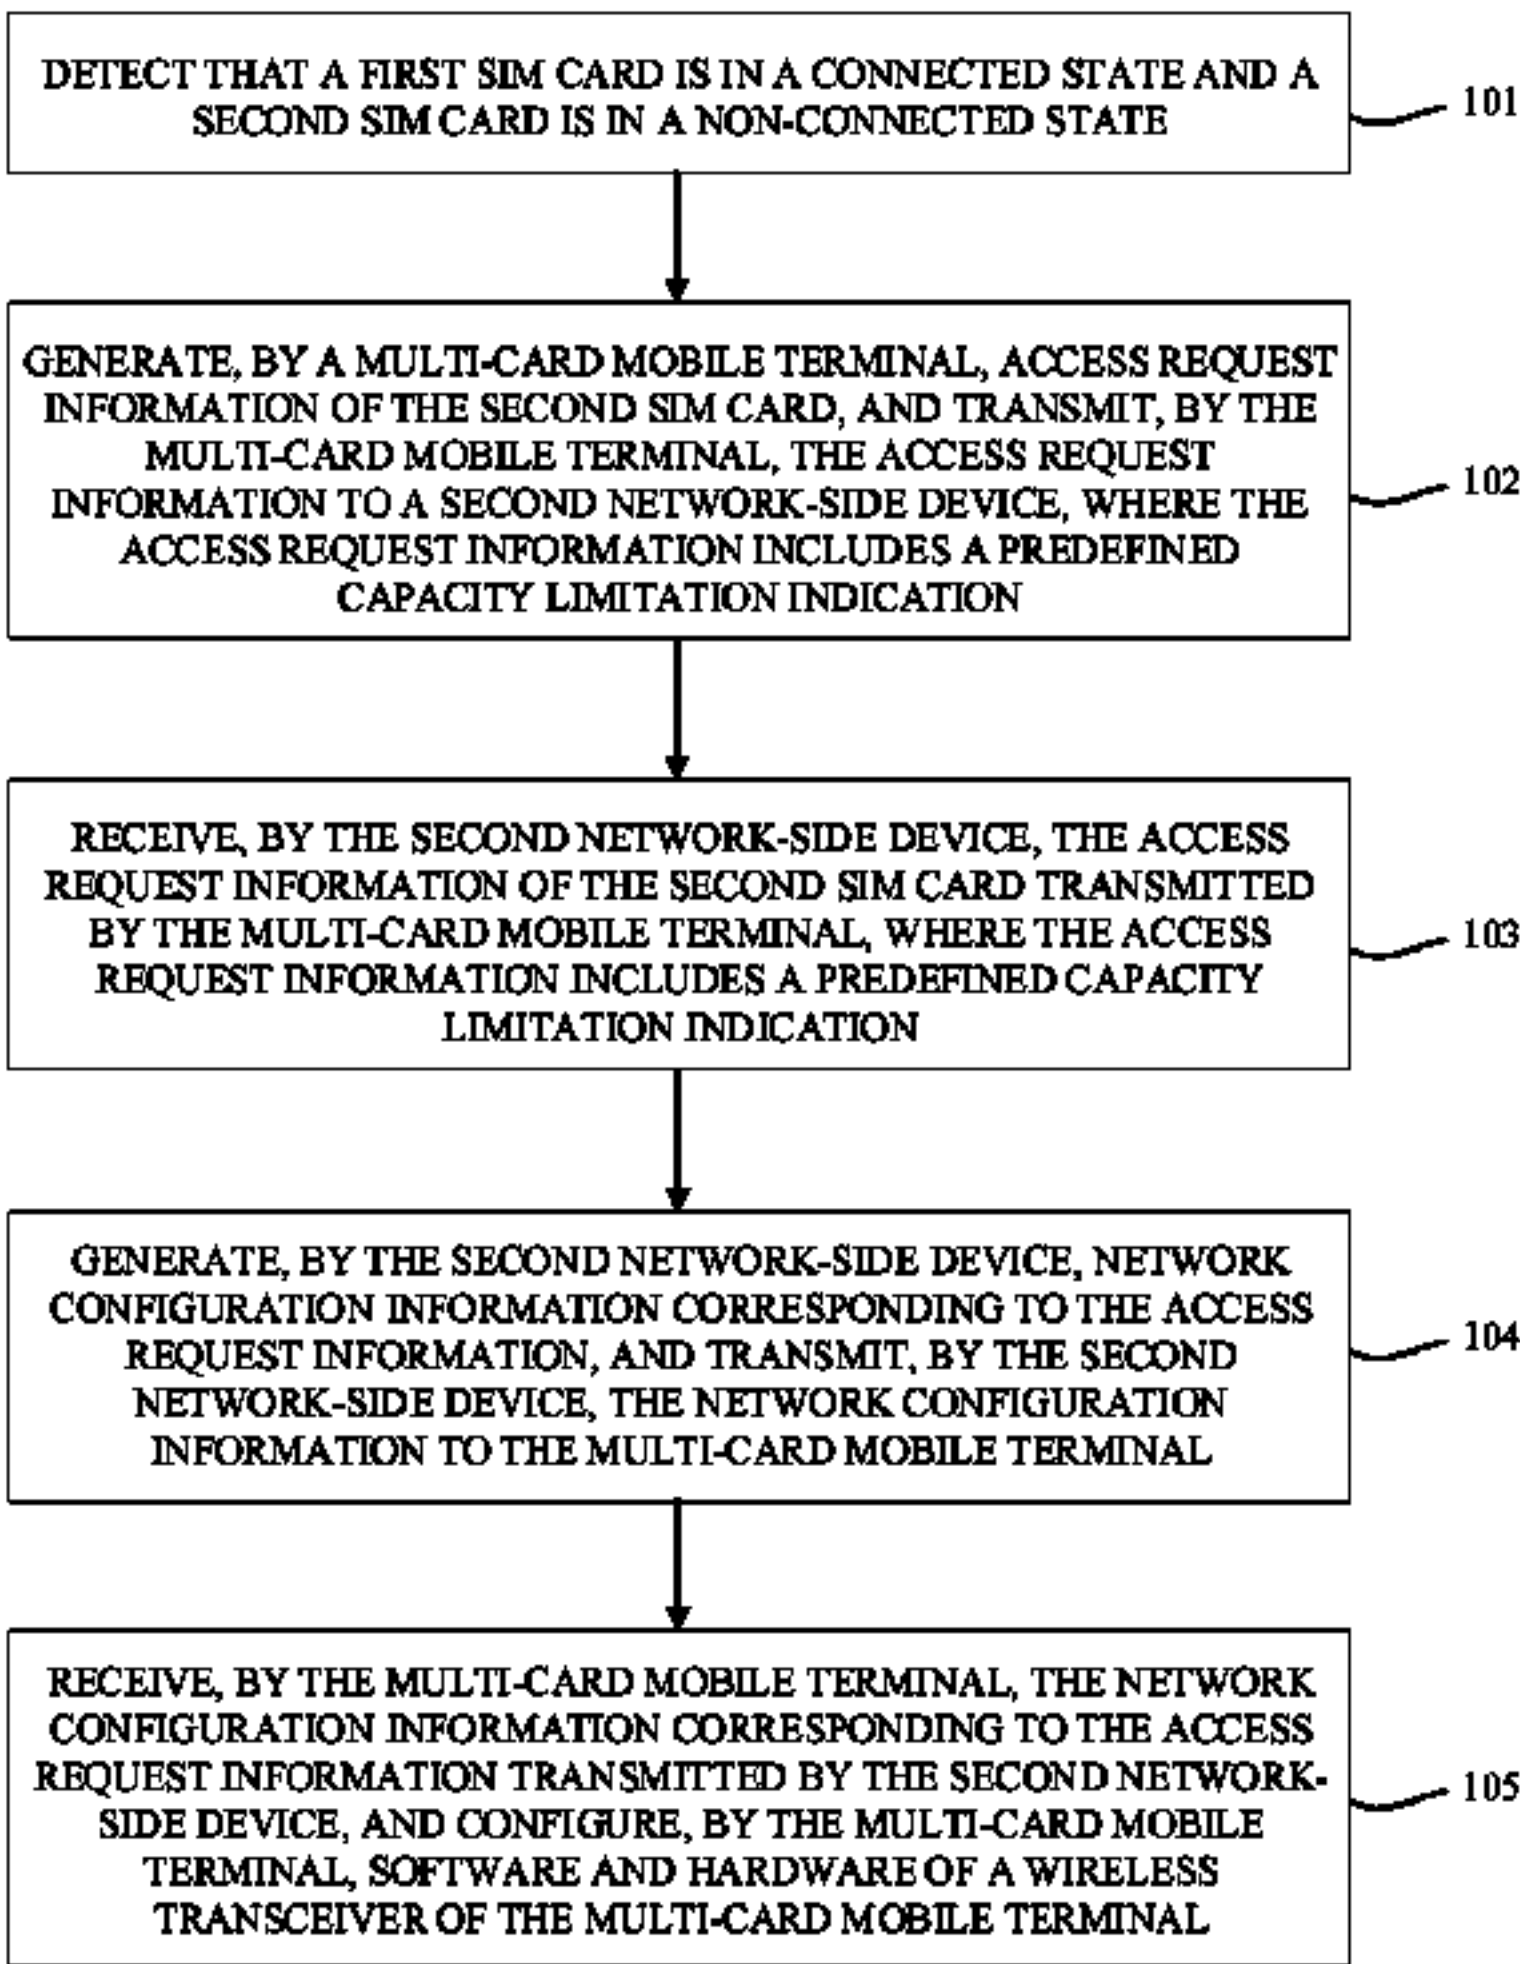 DETECT THAT A FIRST SIM CARD IS IN A CONNECTED STATE AND A
SECOND SIM CARD IS IN A NON-CONNECTED STATE
101
GENERATE, BY A MULTI-CARD MOBILE TERMINAL, ACCESS REQUEST
INFORMATION OF THE SECOND SIM CARD, AND TRANSMIT, BY THE
MULTI-CARD MOBILE TERMINAL, THE ACCESS REQUEST
INFORMATION TO A SECOND NETWORK-SIDE DEVICE, WHERE THE
ACCESS REQUEST INFORMATION INCLUDES A PREDEFINED
CAPACITY LIMITATION INDICATION
102
RECEIVE, BY THE SECOND NETWORK-SIDE DEVICE, THE ACCESS
REQUEST INFORMATION OF THE SECOND SIM CARD TRANSMITTED
BY THE MULTI-CARD MOBILE TERMINAL, WHERE THE ACCESS
REQUEST INFORMATION INCLUDES A PREDEFINED CAPACITY
LIMITATION INDICATION
103
GENERATE, BY THE SECOND NETWORK-SIDE DEVICE, NETWORK
CONFIGURATION INFORMATION CORRESPONDING TO THE ACCESS
REQUEST INFORMATION, AND TRANSMIT, BY THE SECOND
NETWORK-SIDE DEVICE, THE NETWORK CONFIGURATION
INFORMATION TO THE MULTI-CARD MOBILE TERMINAL
104
RECEIVE, BY THE MULTI-CARD MOBILE TERMINAL, THE NETWORK
CONFIGURATION INFORMATION CORRESPONDING TO THE ACCESS
REQUEST INFORMATION TRANSMITTED BY THE SECOND NETWORK-
SIDE DEVICE, AND CONFIGURE, BY THE MULTI-CARD MOBILE
TERMINAL, SOFTWARE AND HARDWARE OF A WIRELESS
TRANSCEIVER OF THE MULTI-CARD MOBILE TERMINAL
105